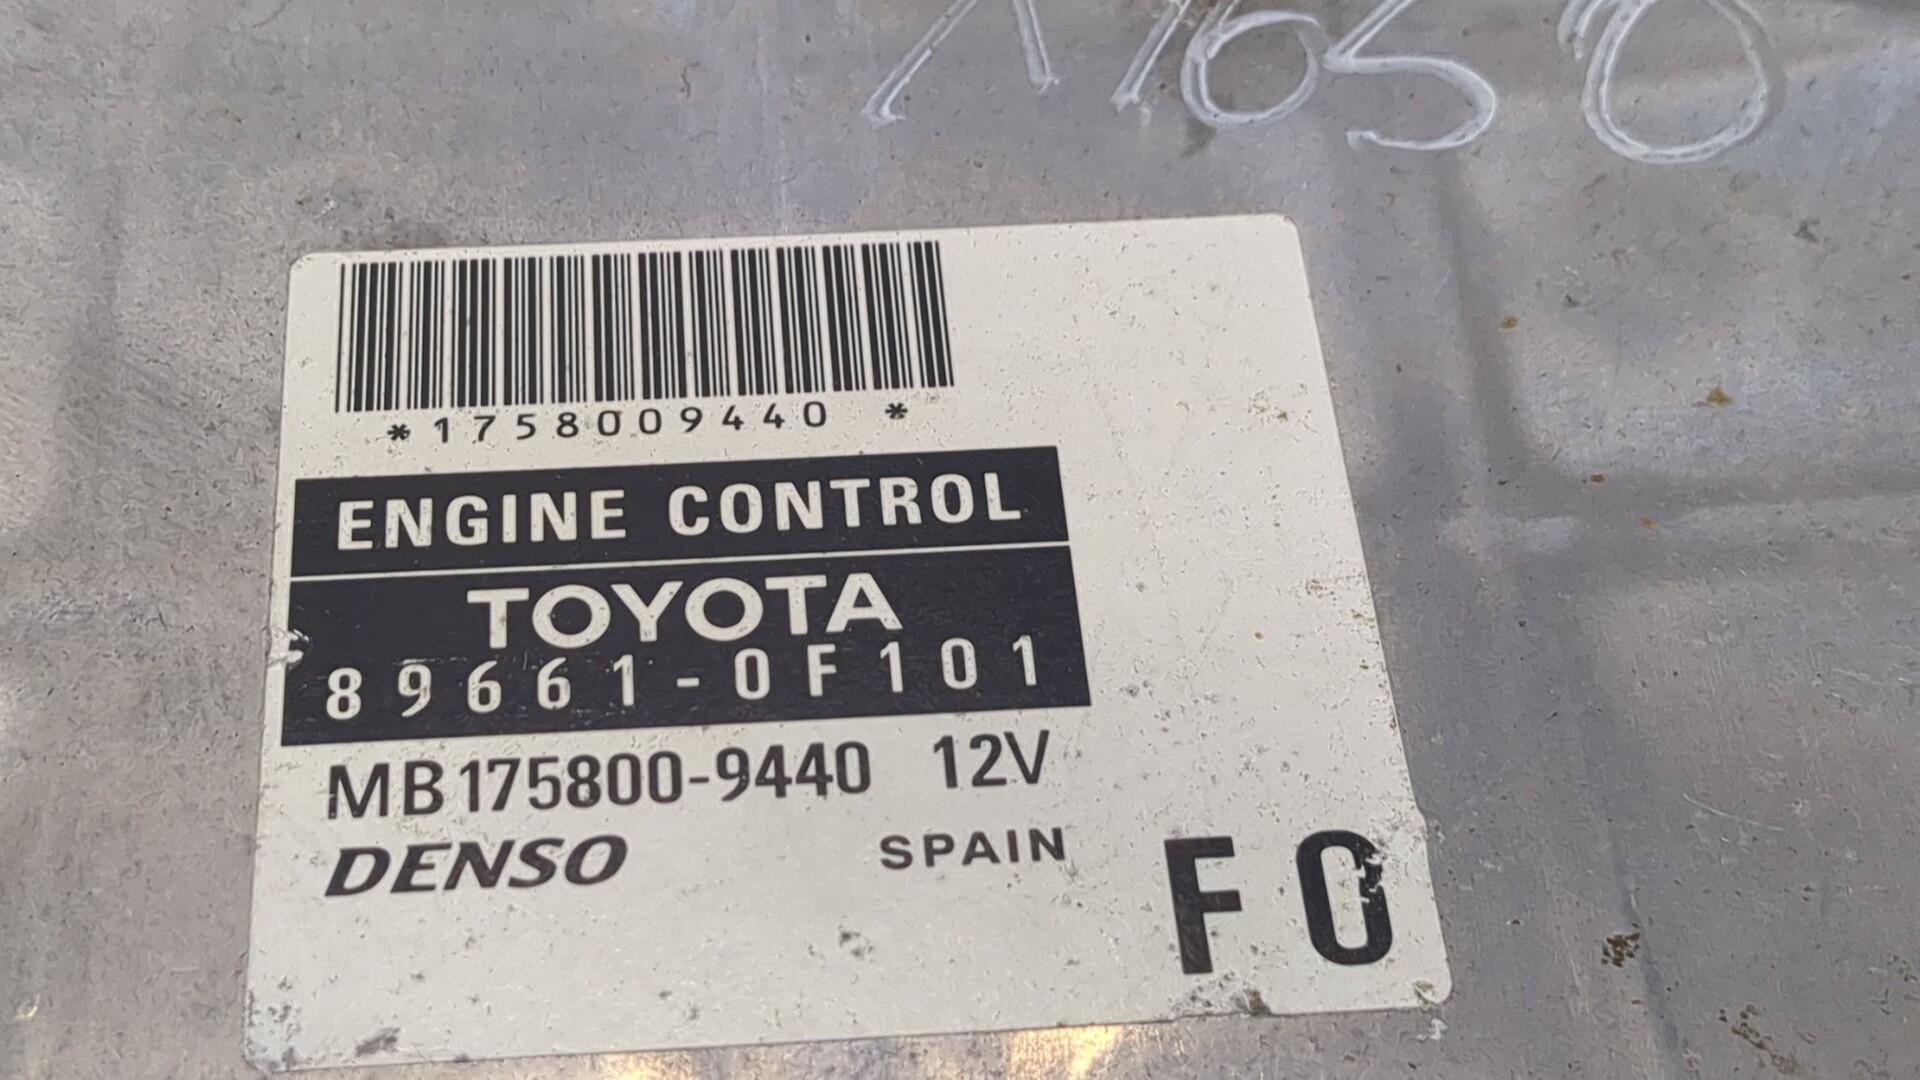 *1758009440 *
ENGINE CONTROL
TOYOTA
89661-0F101
MB175800-9440 12V
DENSO SPAIN
F0